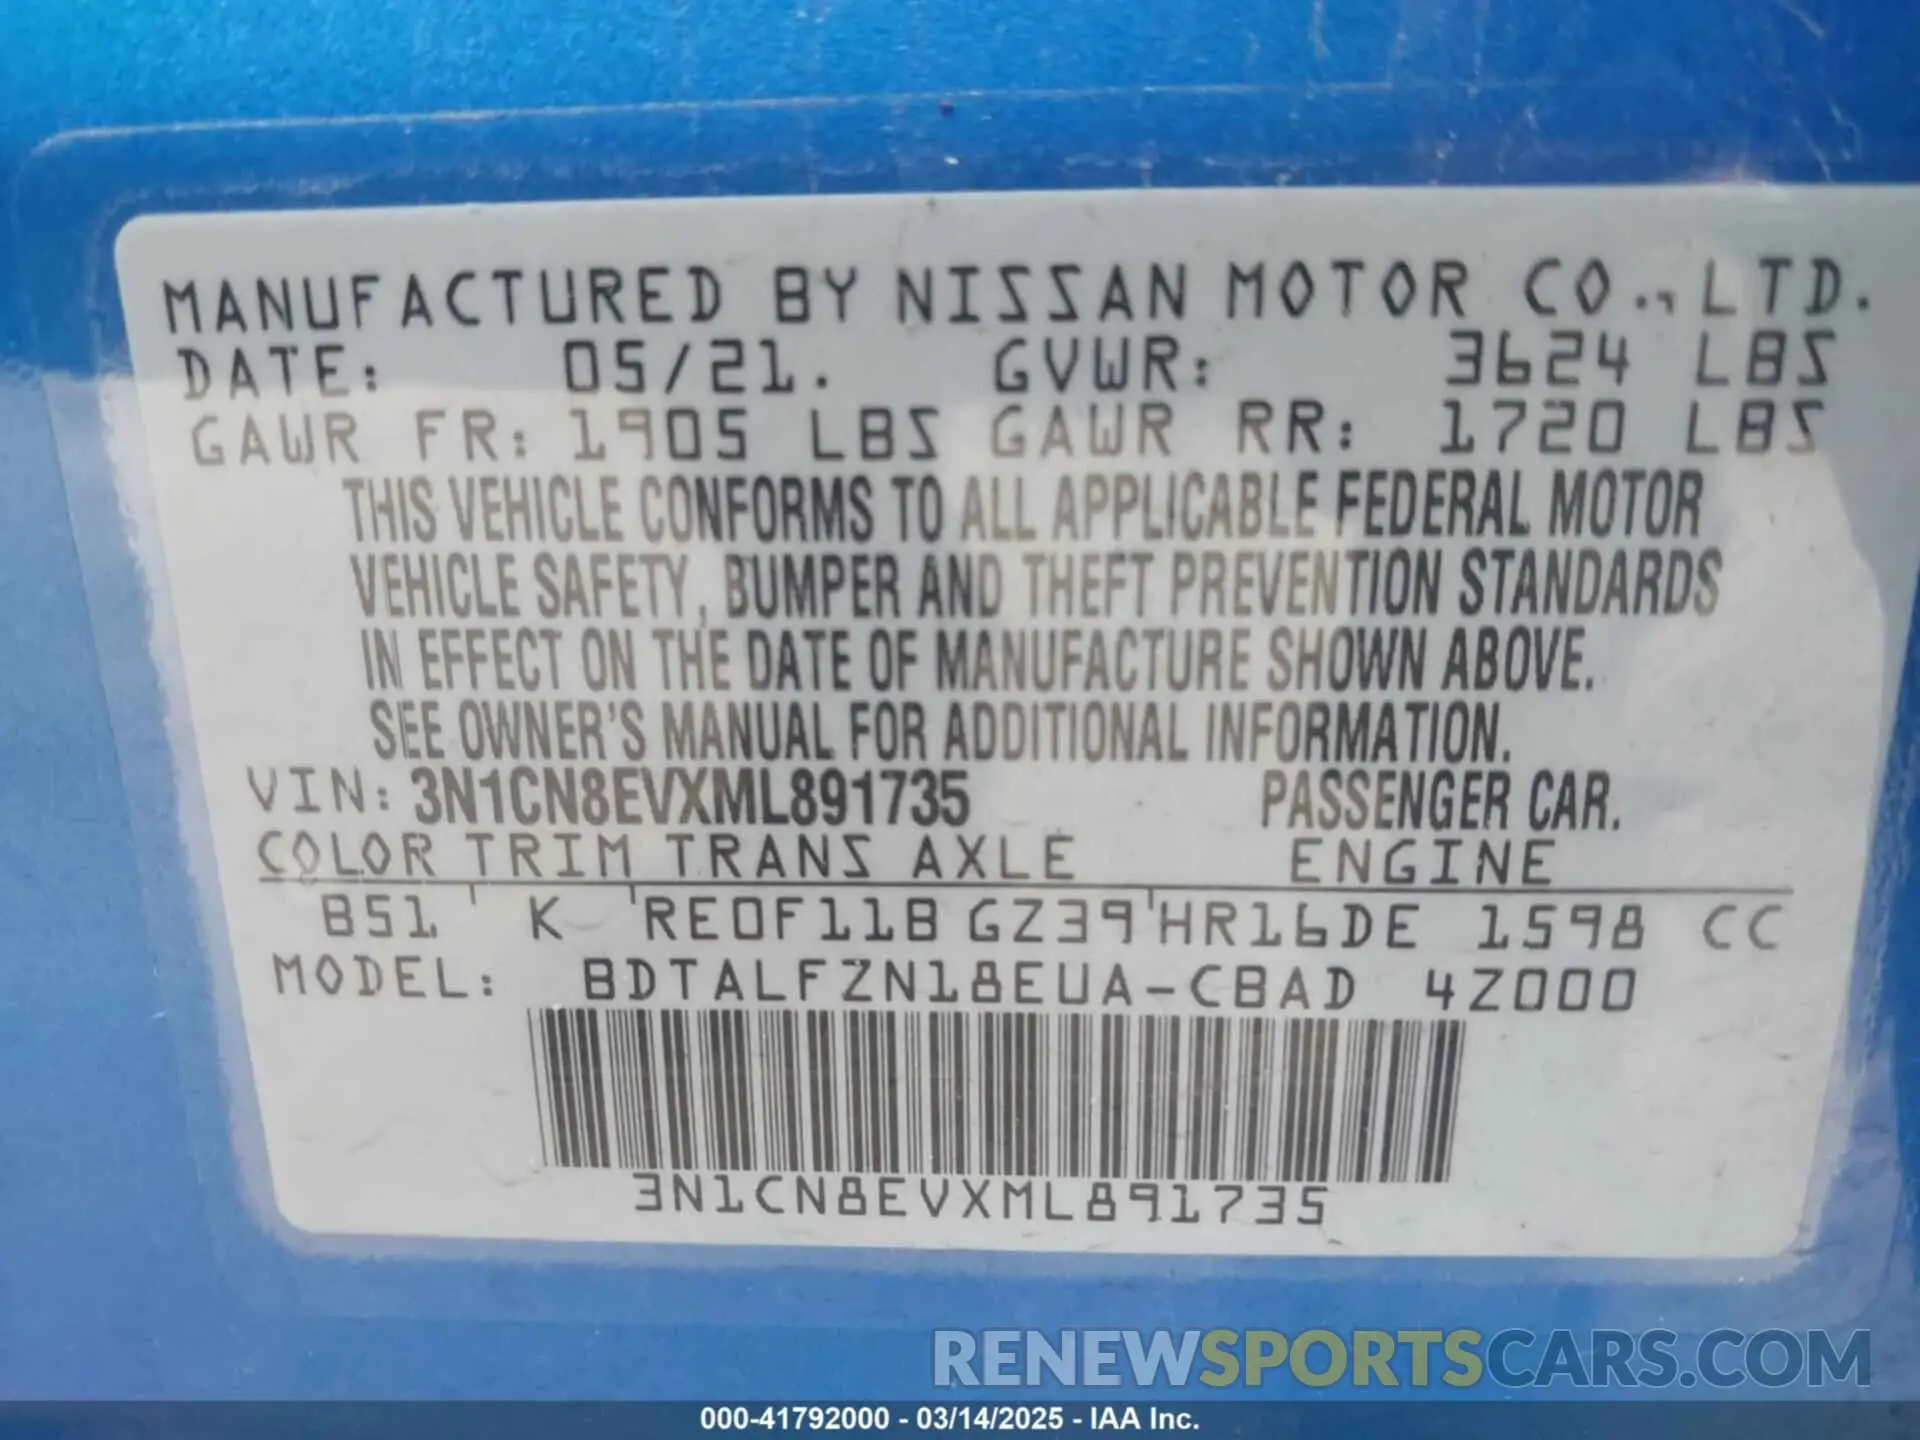 MANUFACTURED BY NISSAN MOTOR CO., LTD.
DATE: 05/21. GVWR: 3624 LBS
GAWR FR: 1905 LBS GAWR RR: 1720 LBS
THIS VEHICLE CONFORMS TO ALL APPLICABLE FEDERAL MOTOR
VEHICLE SAFETY, BUMPER AND THEFT PREVENTION STANDARDS
IN EFFECT ON THE DATE OF MANUFACTURE SHOWN ABOVE.
SEE OWNER'S MANUAL FOR ADDITIONAL INFORMATION.
VIN: 3N1CN8EVXML891735 PASSENGER CAR.
COLOR TRIM TRANS AXLE ENGINE
B51 K RE0F11B GZ39 HR16DE 1598 CC
MODEL: BDTALFZN18EUA-CBAD 4Z000
3N1CN8EVXML891735
RENEWSPORTSCARS.COM
000-41792000 - 03/14/2025 - IAA Inc.